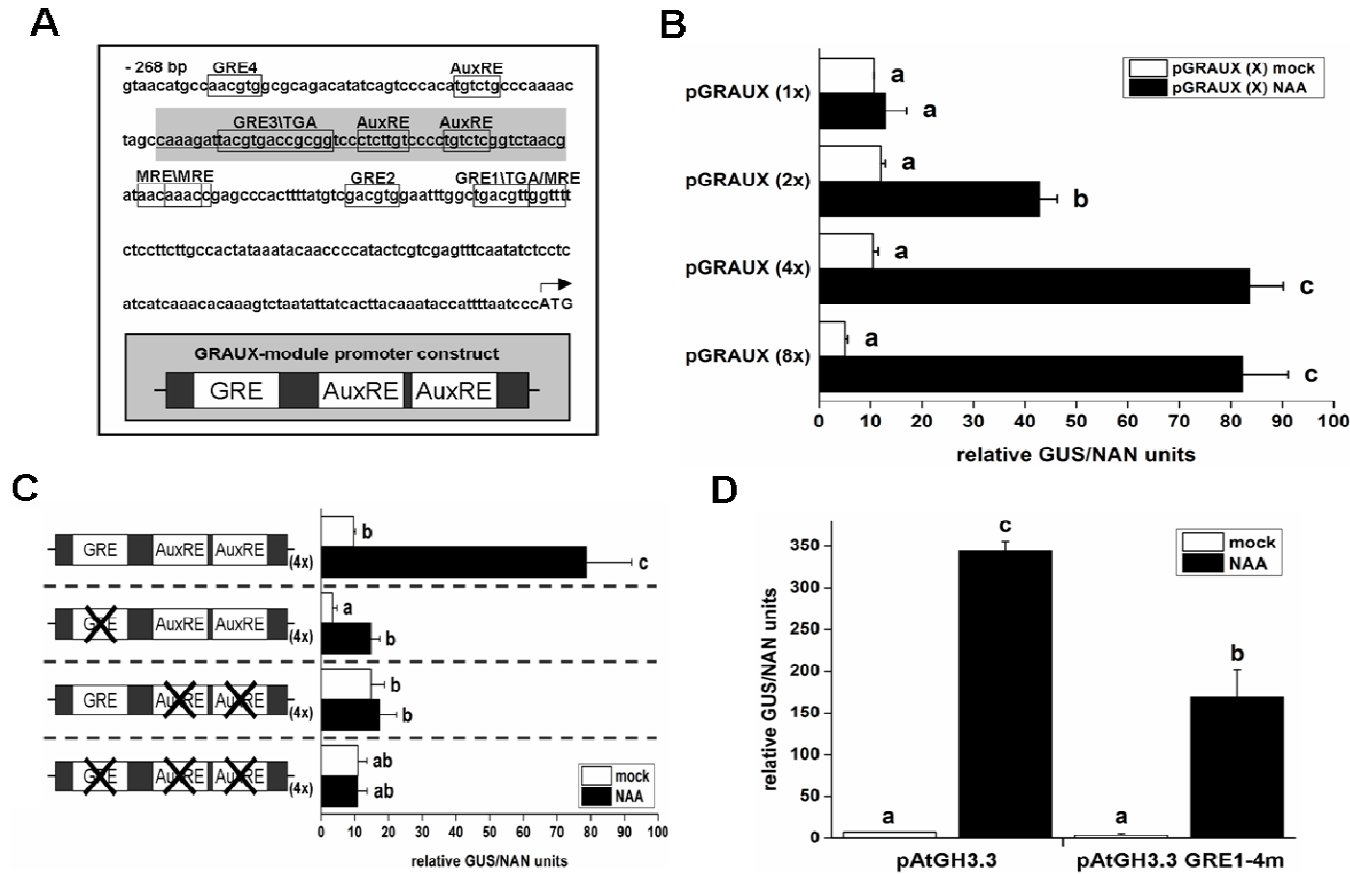 A
- 268 bp
GRE4 AuxRE
gtaacatgccaacgtgggcgcagacatatcagtcccacatgtctgcccaaaac
GRE3\TGA AuxRE AuxRE
tagccaaagattacgtgaccgcggtccctcttgtcccctgtctcggtctaacg
MRE\MRE GRE2 GRE1\TGA/MRE
ataacaaaccgagcccacttttatgtcgacgtggaatttggctgacgttggtttt
ctccttcttgccactataaatacaaccccatactcgtcgagtttcaatatctcctc
atcatcaaacacaaagtctaatattatcacttacaaataccattttaatcccATG
GRAUX-module promoter construct
GRE AuxRE AuxRE
B
pGRAUX (X) mock
pGRAUX (X) NAA
pGRAUX (1x) a
a
pGRAUX (2x) a
b
pGRAUX (4x) a
c
pGRAUX (8x) a
c
0 10 20 30 40 50 60 70 80 90 100
relative GUS/NAN units
C
GRE AuxRE AuxRE (4x) b
c
GRE AuxRE AuxRE (4x) a
b
GRE AuxRE AuxRE (4x) b
b
GRE AuxRE AuxRE (4x) ab
ab
mock
NAA
0 10 20 30 40 50 60 70 80 90 100
relative GUS/NAN units
D
mock
NAA
relative GUS/NAN units
350
300
250
200
150
100
50
0
a c a b
pAtGH3.3 pAtGH3.3 GRE1-4m